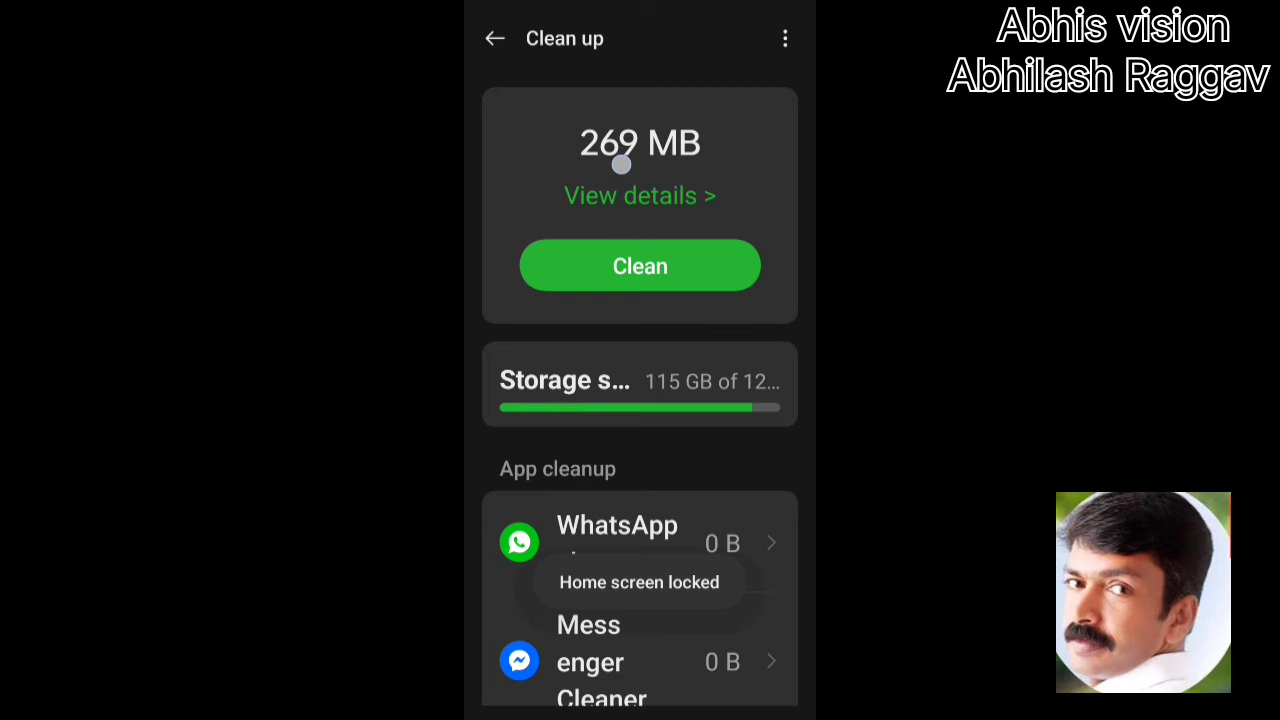 Clean up
Abhis vision
Abhilash Raggav
269 MB
View details >
Clean
Storage s... 115 GB of 12...
App cleanup
WhatsApp
0 B
Home screen locked
Mess
enger
Cleaner
0 B